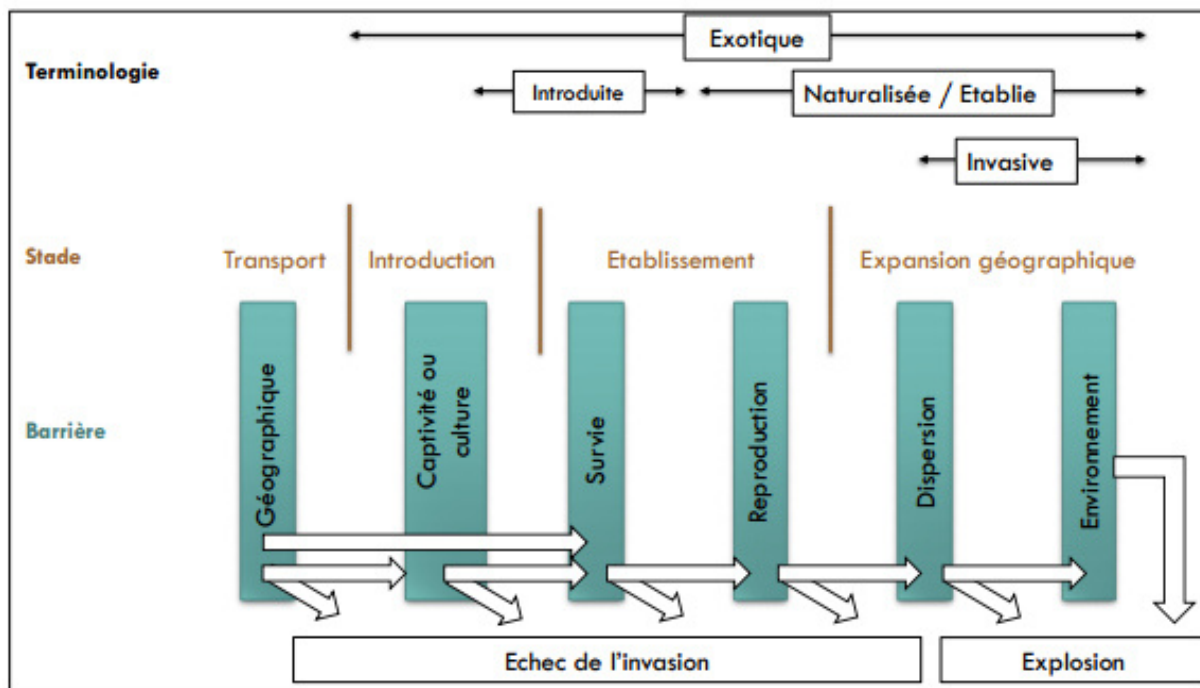 Exotique
Terminologie
Introduite
Naturalisée / Etablie
Invasive
Stade
Transport
Introduction
Etablissement
Expansion géographique
Barrière
Géographique
Captivité ou
culture
Survie
Reproduction
Dispersion
Environnement
Echec de l'invasion
Explosion